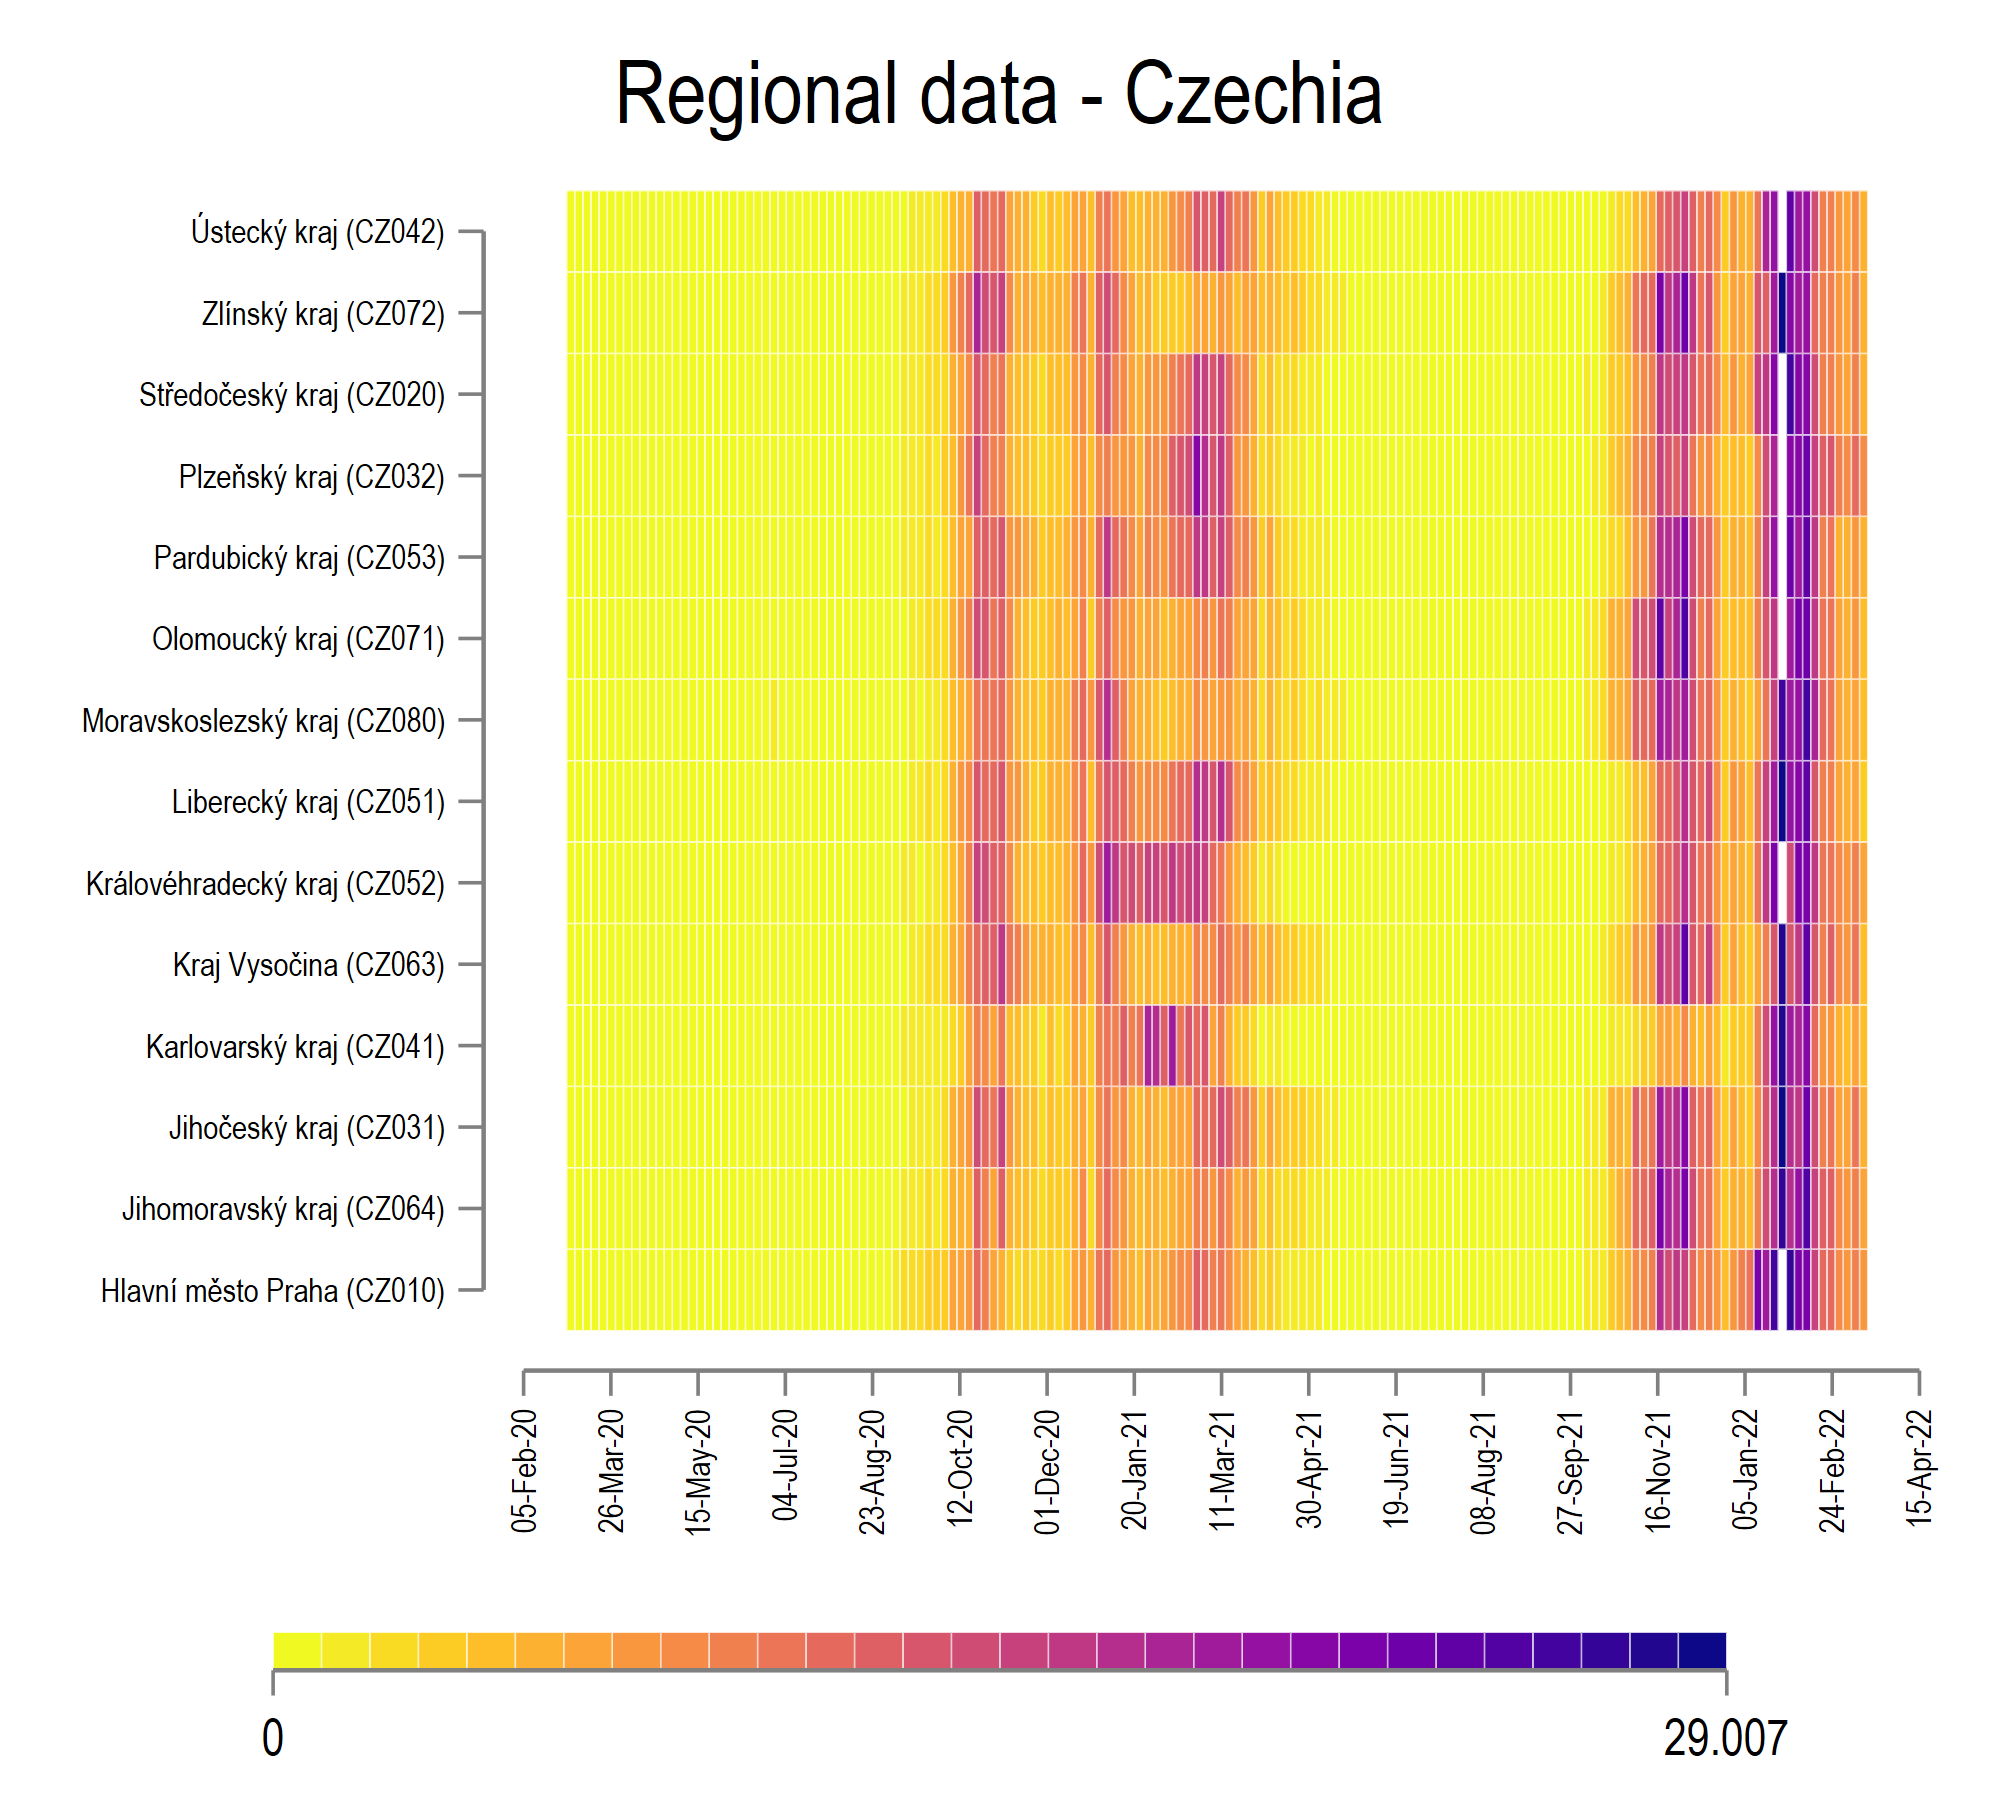 Regional data - Czechia
Ústecký kraj (CZ042)
Zlínský kraj (CZ072)
Středočeský kraj (CZ020)
Plzeňský kraj (CZ032)
Pardubický kraj (CZ053)
Olomoucký kraj (CZ071)
Moravskoslezský kraj (CZ080)
Liberecký kraj (CZ051)
Královéhradecký kraj (CZ052)
Kraj Vysočina (CZ063)
Karlovarský kraj (CZ041)
Jihočeský kraj (CZ031)
Jihomoravský kraj (CZ064)
Hlavní město Praha (CZ010)
05-Feb-20
26-Mar-20
15-May-20
04-Jul-20
23-Aug-20
12-Oct-20
01-Dec-20
20-Jan-21
11-Mar-21
30-Apr-21
19-Jun-21
08-Aug-21
27-Sep-21
16-Nov-21
05-Jan-22
24-Feb-22
15-Apr-22
0
29.007